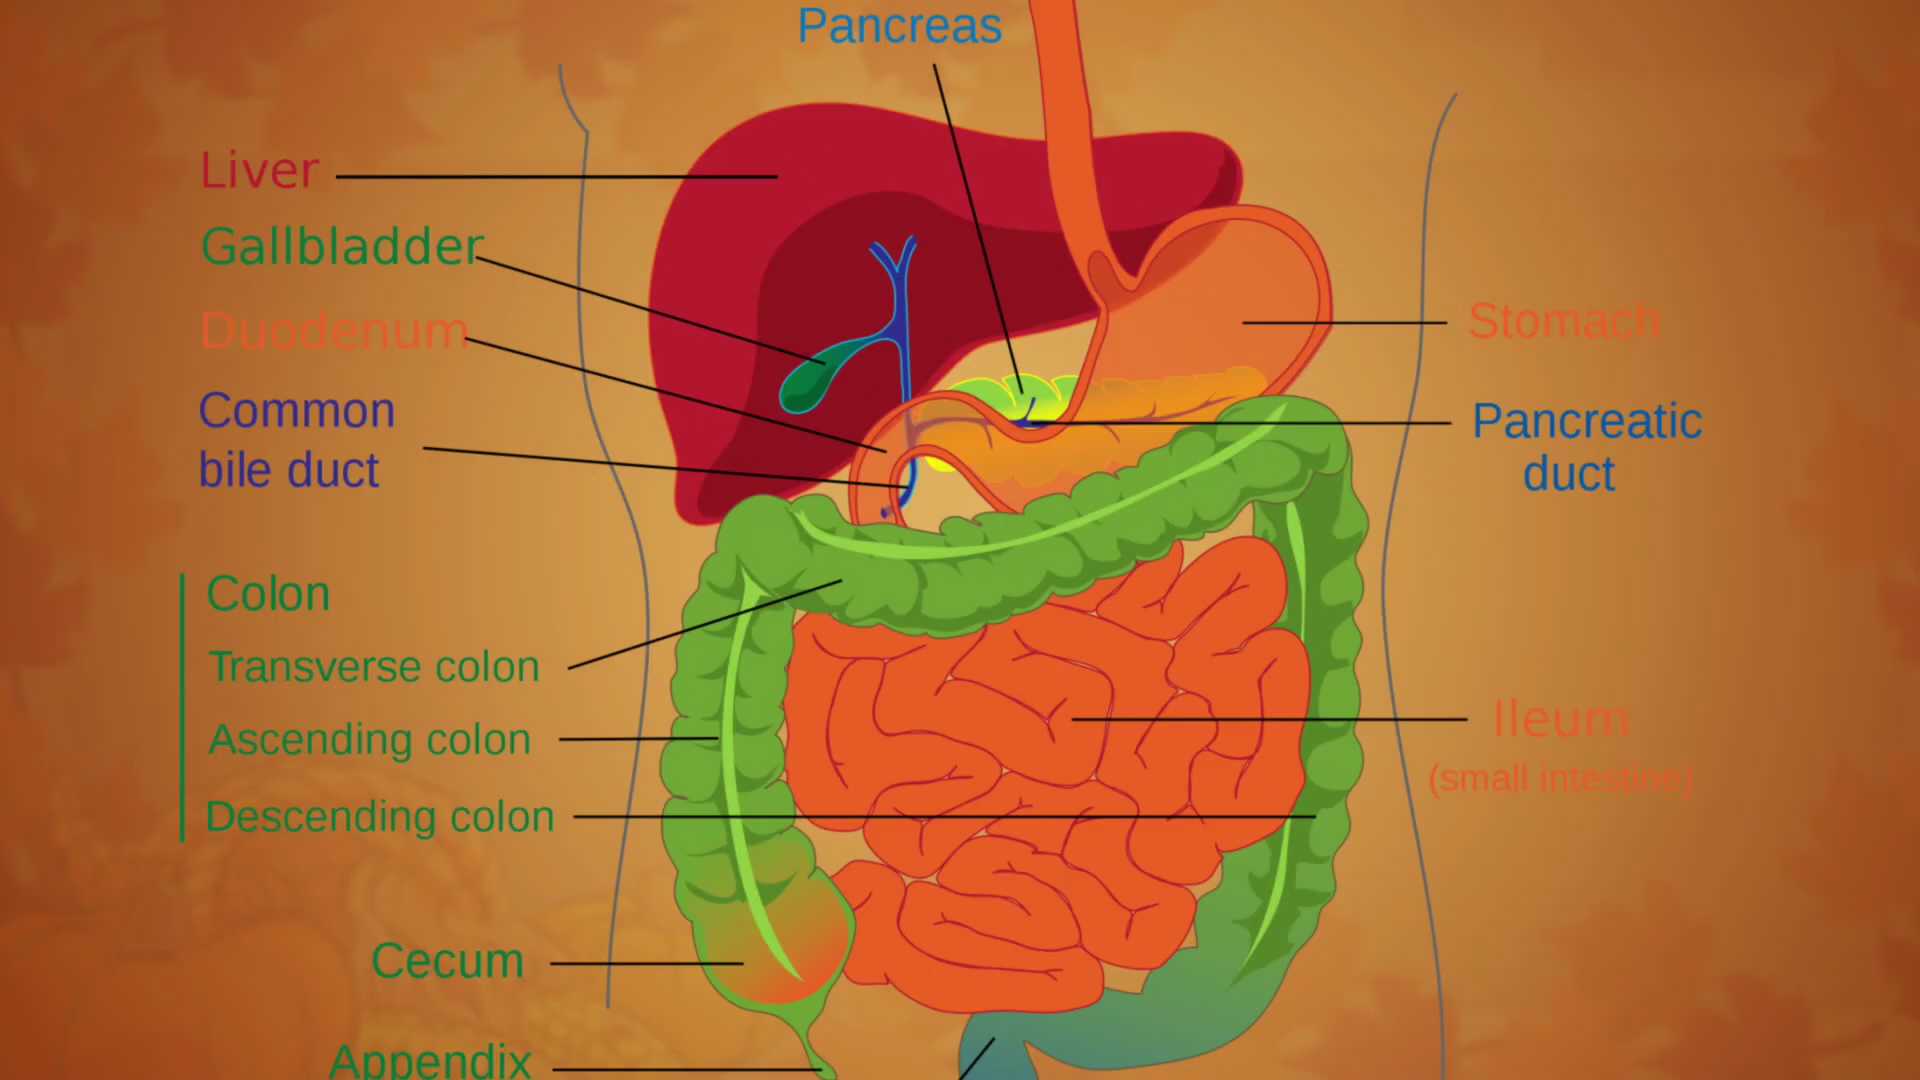 Pancreas
Liver
Gallbladder
Duodenum
Common
bile duct
Stomach
Pancreatic
duct
Colon
Transverse colon
Ascending colon
Descending colon
Ileum
(small intestine)
Cecum
Appendix